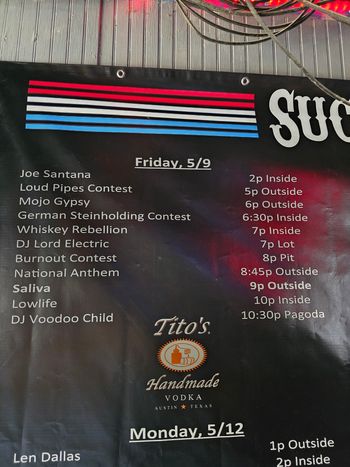 SUC
Friday, 5/9
Joe Santana 2p Inside
Loud Pipes Contest 5p Outside
Mojo Gypsy 6p Outside
German Steinholding Contest 6:30p Inside
Whiskey Rebellion 7p Inside
DJ Lord Electric 7p Lot
Burnout Contest 8p Pit
National Anthem 8:45p Outside
Saliva 9p Outside
Lowlife 10p Inside
DJ Voodoo Child 10:30p Pagoda
Tito's
Handmade
VODKA
AUSTIN ★ TEXAS
Monday, 5/12
Len Dallas 1p Outside
2p Inside